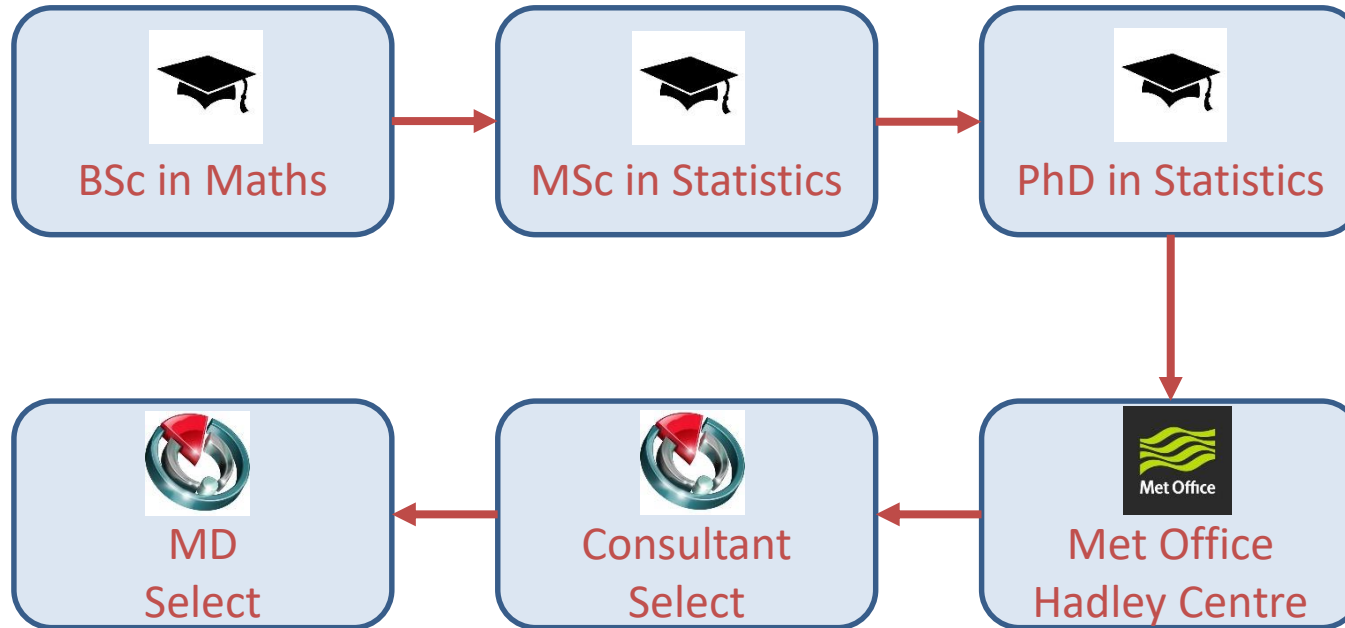 BSc in Maths
MSc in Statistics
PhD in Statistics
Met Office
Met Office
Hadley Centre
Consultant
Select
MD
Select